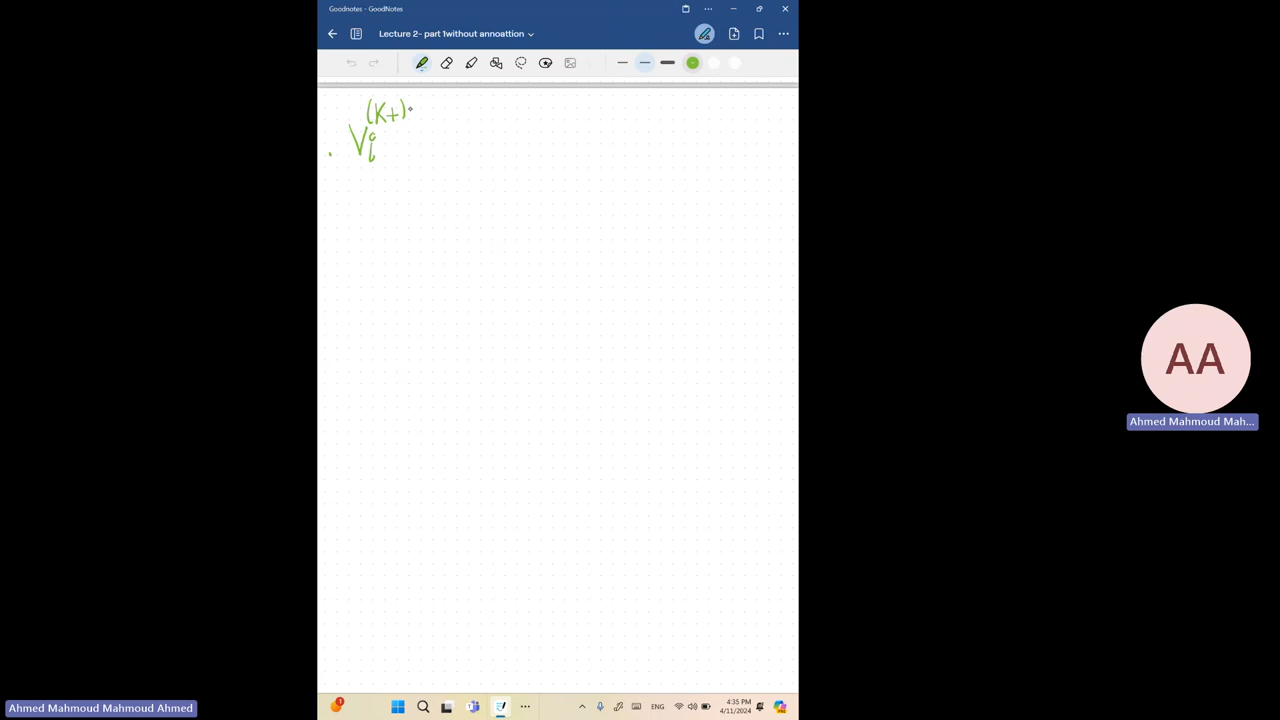 Goodnotes - GoodNotes
Lecture 2- part 1without annoattion
(K+)
V i
AA
Ahmed Mahmoud Mah...
Ahmed Mahmoud Mahmoud Ahmed
1
ENG
4:35 PM
4/11/2024